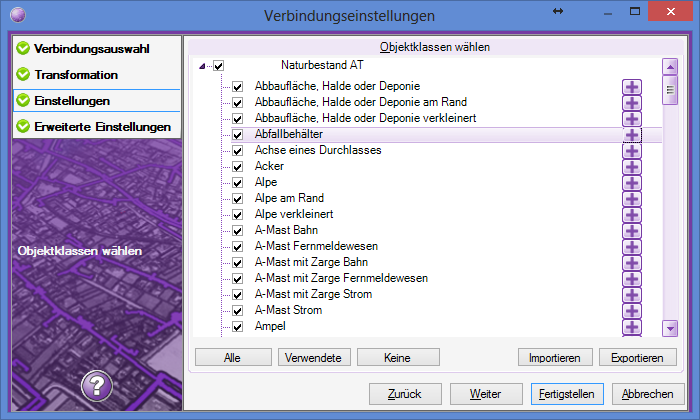 Verbindungseinstellungen
Verbindungsauswahl
Transformation
Einstellungen
Erweiterte Einstellungen
Objektklassen wählen
?
Objektklassen wählen
Naturbestand AT
Abbaufläche, Halde oder Deponie
Abbaufläche, Halde oder Deponie am Rand
Abbaufläche, Halde oder Deponie verkleinert
Abfallbehälter
Achse eines Durchlasses
Acker
Alpe
Alpe am Rand
Alpe verkleinert
A-Mast Bahn
A-Mast Fernmeldewesen
A-Mast mit Zarge Bahn
A-Mast mit Zarge Fernmeldewesen
A-Mast mit Zarge Strom
A-Mast Strom
Ampel
Alle
Verwendete
Keine
Importieren
Exportieren
Zurück
Weiter
Fertigstellen
Abbrechen